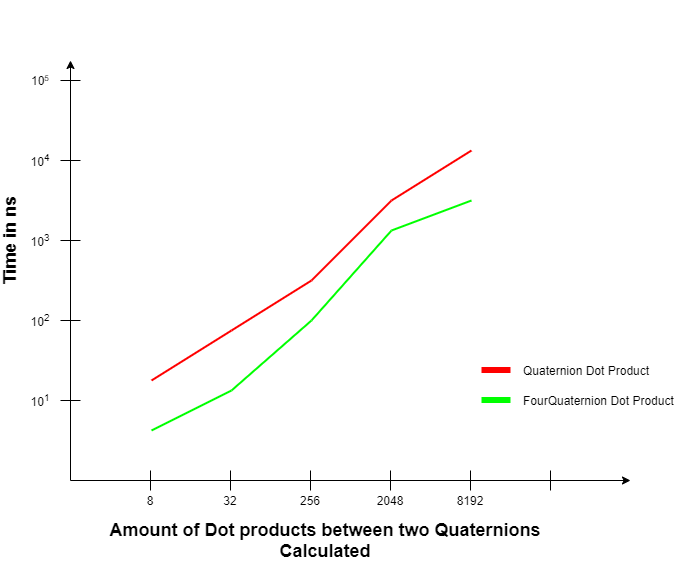 10⁵
10⁴
10³
10²
10¹
Time in ns
8 32 256 2048 8192
Amount of Dot products between two Quaternions
Calculated
Quaternion Dot Product
FourQuaternion Dot Product